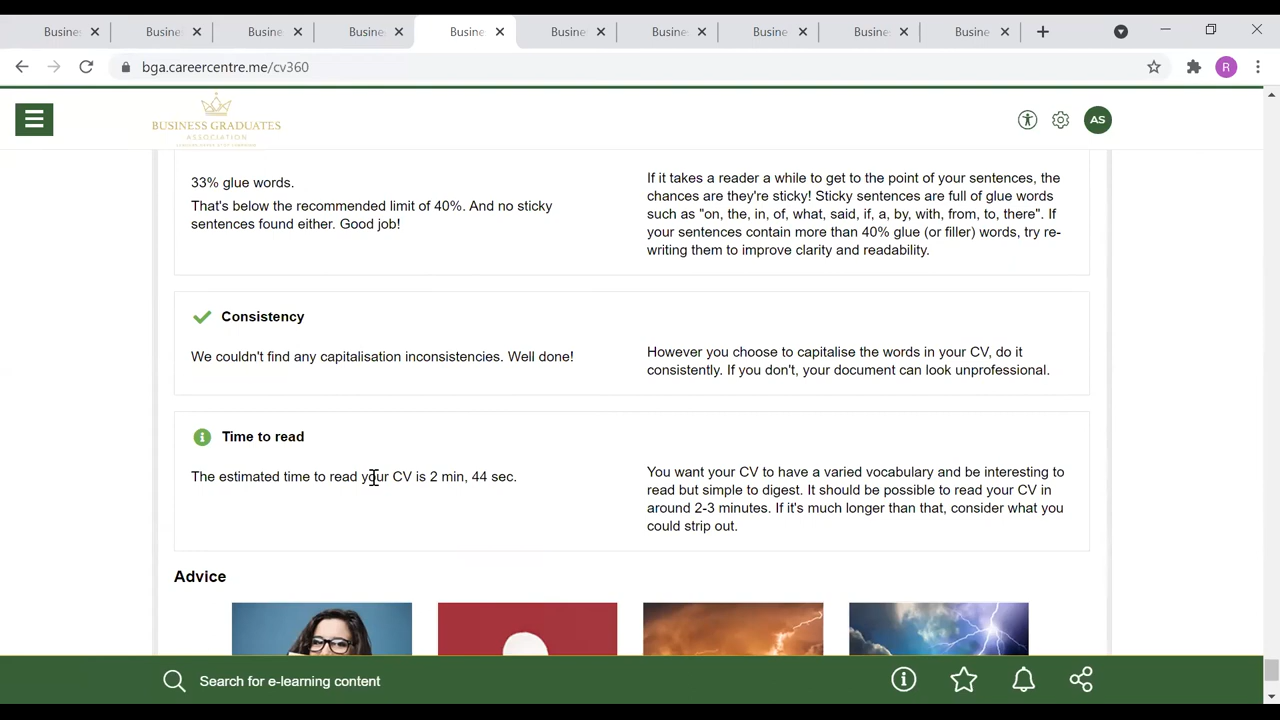 Busine
Busine
Busine
Busine
Busine
Busine
Busine
Busine
Busine
Busine
bga.careercentre.me/cv360
R
BUSINESS GRADUATES
ASSOCIATION
AS
33% glue words.
That's below the recommended limit of 40%. And no sticky
sentences found either. Good job!
If it takes a reader a while to get to the point of your sentences, the
chances are they're sticky! Sticky sentences are full of glue words
such as "on, the, in, of, what, said, if, a, by, with, from, to, there". If
your sentences contain more than 40% glue (or filler) words, try re-
writing them to improve clarity and readability.
Consistency
We couldn't find any capitalisation inconsistencies. Well done!
However you choose to capitalise the words in your CV, do it
consistently. If you don't, your document can look unprofessional.
Time to read
The estimated time to read your CV is 2 min, 44 sec.
You want your CV to have a varied vocabulary and be interesting to
read but simple to digest. It should be possible to read your CV in
around 2-3 minutes. If it's much longer than that, consider what you
could strip out.
Advice
Search for e-learning content